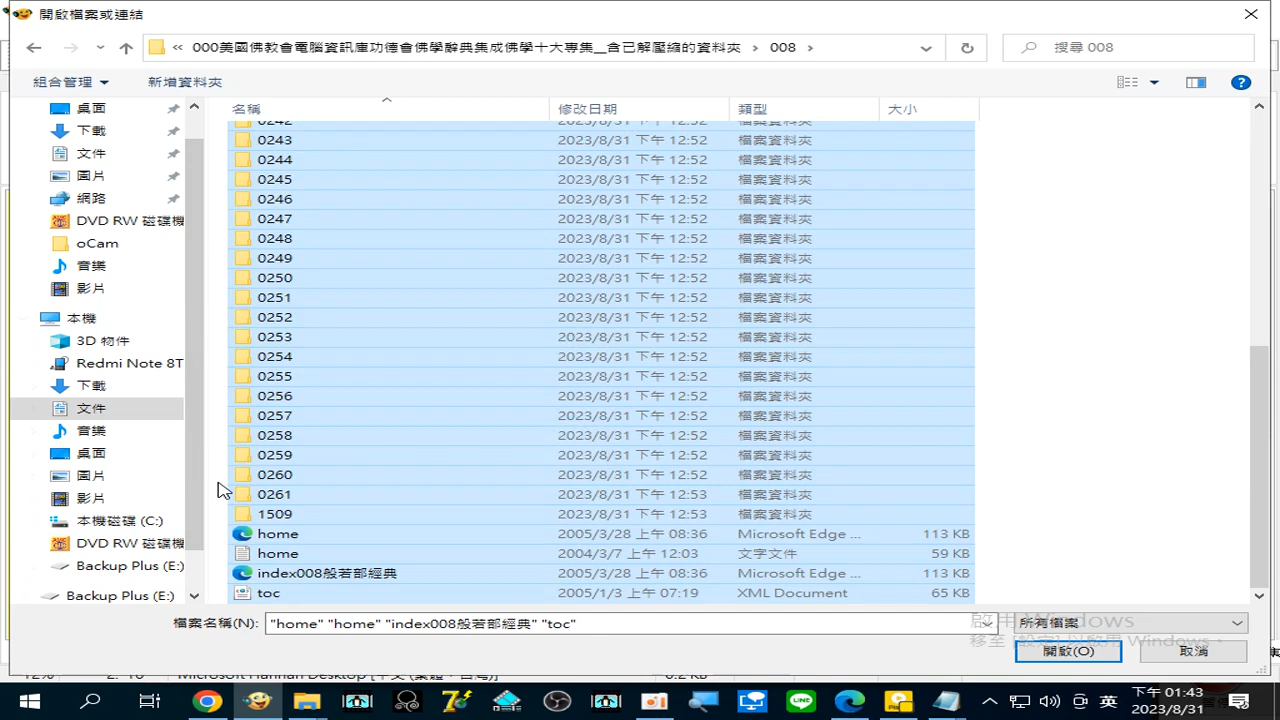 開啟檔案或連結
« 000美國佛教會電腦資訊庫功德會佛學辭典集成佛學十大專集__含已解壓縮的資料夾 › 008 ›
搜尋 008
組合管理 新增資料夾
名稱 修改日期 類型 大小
桌面
下載
文件
圖片
網路
DVD RW 磁碟機
oCam
音樂
影片
本機
3D 物件
Redmi Note 8T
下載
文件
音樂
桌面
圖片
影片
本機磁碟 (C:)
DVD RW 磁碟機
Backup Plus (E:)
Backup Plus (E:)
0242 2023/8/31 下午 12:52 檔案資料夾
0243 2023/8/31 下午 12:52 檔案資料夾
0244 2023/8/31 下午 12:52 檔案資料夾
0245 2023/8/31 下午 12:52 檔案資料夾
0246 2023/8/31 下午 12:52 檔案資料夾
0247 2023/8/31 下午 12:52 檔案資料夾
0248 2023/8/31 下午 12:52 檔案資料夾
0249 2023/8/31 下午 12:52 檔案資料夾
0250 2023/8/31 下午 12:52 檔案資料夾
0251 2023/8/31 下午 12:52 檔案資料夾
0252 2023/8/31 下午 12:52 檔案資料夾
0253 2023/8/31 下午 12:52 檔案資料夾
0254 2023/8/31 下午 12:52 檔案資料夾
0255 2023/8/31 下午 12:52 檔案資料夾
0256 2023/8/31 下午 12:52 檔案資料夾
0257 2023/8/31 下午 12:52 檔案資料夾
0258 2023/8/31 下午 12:52 檔案資料夾
0259 2023/8/31 下午 12:52 檔案資料夾
0260 2023/8/31 下午 12:52 檔案資料夾
0261 2023/8/31 下午 12:53 檔案資料夾
1509 2023/8/31 下午 12:53 檔案資料夾
home 2005/3/28 上午 08:36 Microsoft Edge ... 113 KB
home 2004/3/7 上午 12:03 文字文件 59 KB
index008般若部經典 2005/3/28 上午 08:36 Microsoft Edge ... 113 KB
toc 2005/1/3 上午 07:19 XML Document 65 KB
檔案名稱(N): "home" "home" "index008般若部經典" "toc" 所有檔案
啟用 Windows
移至 [設定] 以啟用 Windows。
開啟(O) 取消
英 下午 01:43
2023/8/31